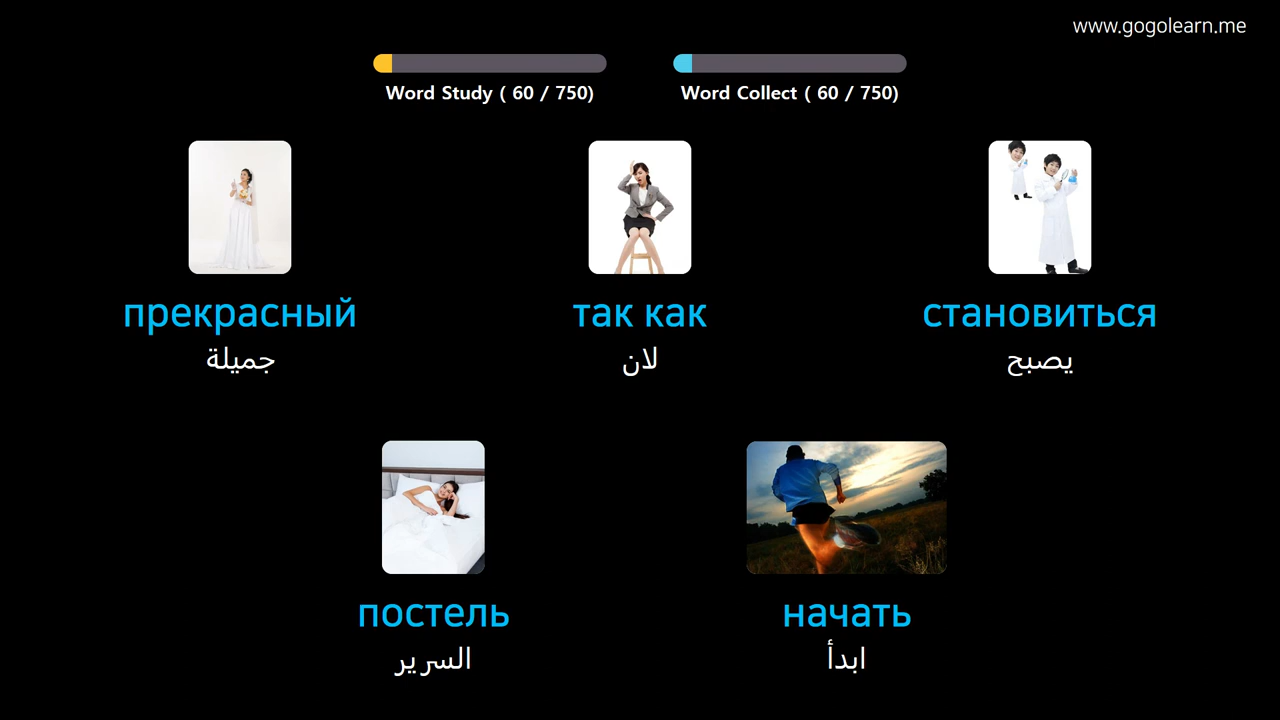 www.gogolearn.me
Word Study ( 60 / 750)
Word Collect ( 60 / 750)
прекрасный
جميلة
так как
لان
становиться
يصبح
постель
السرير
начать
ابدأ